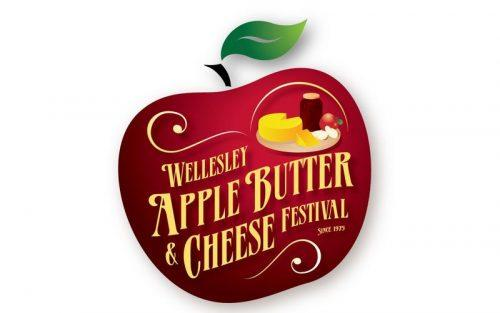 Wellesley
Apple Butter
& Cheese Festival
Since 1975